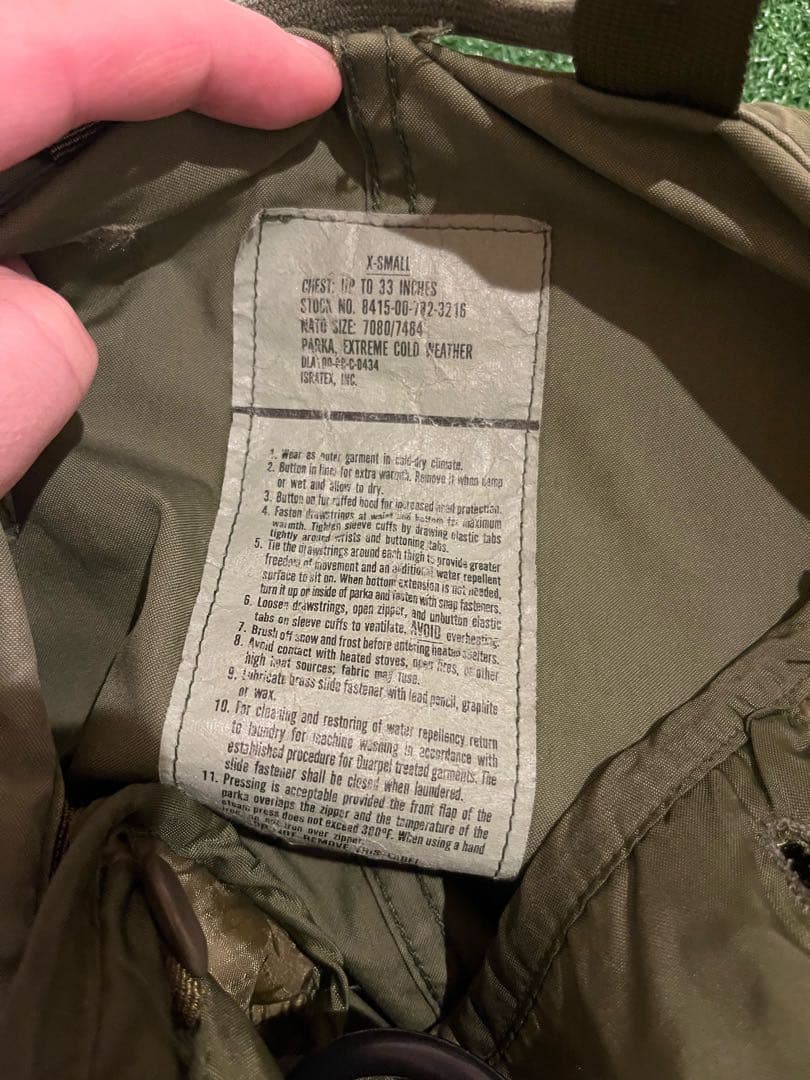 X-SMALL
CHEST: UP TO 33 INCHES
STOCK NO. 8415-00-782-3216
NATO SIZE: 7080/7484
PARKA, EXTREME COLD WEATHER
ISRATEX, INC.
1. Wear as outer garment in cold-dry climate.
2. Button in liner for extra warmth. Remove it when damp
or wet and allow to dry.
3. Button on fur ruffed hood for increased head protection.
4. Fasten drawstrings at waist and bottom for maximum
warmth. Tighten sleeve cuffs by drawing elastic tabs
tightly around wrists and buttoning tabs.
5. Tie the drawstrings around each thigh to provide greater
freedom of movement and an additional water repellent
surface to sit on. When bottom extension is not needed,
turn it up or inside of parka and fasten with snap fasteners.
6. Loosen drawstrings, open zipper, and unbutton elastic
tabs on sleeve cuffs to ventilate. AVOID overheating.
7. Brush off snow and frost before entering heated shelters.
8. Avoid contact with heated stoves, open fires, or other
high heat sources; fabric may fuse.
9. Lubricate brass slide fastener with lead pencil, graphite
or wax.
10. For cleaning and restoring of water repellency return
to laundry for machine washing in accordance with
established procedure for Quarpel treated garments. The
slide fastener shall be closed when laundered.
11. Pressing is acceptable provided the front flap of the
parka overlaps the zipper and the temperature of the
steam press does not exceed 300°F. When using a hand
iron, do not iron over zipper.
DO NOT REMOVE THIS LABEL